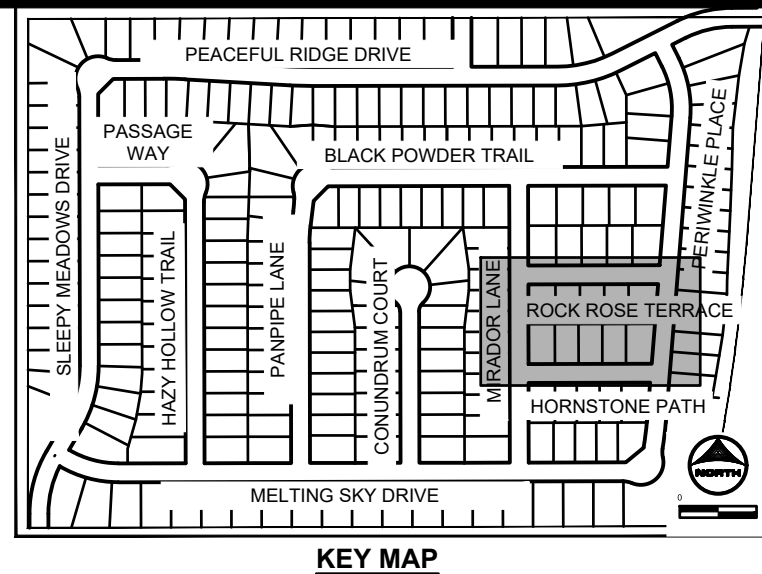 PEACEFUL RIDGE DRIVE
PASSAGE
WAY
BLACK POWDER TRAIL
PERIWINKLE PLACE
SLEEPY MEADOWS DRIVE
HAZY HOLLOW TRAIL
PANPIPE LANE
CONUNDRUM COURT
MIRADOR LANE
ROCK ROSE TERRACE
HORNSTONE PATH
MELTING SKY DRIVE
NORTH
0
KEY MAP